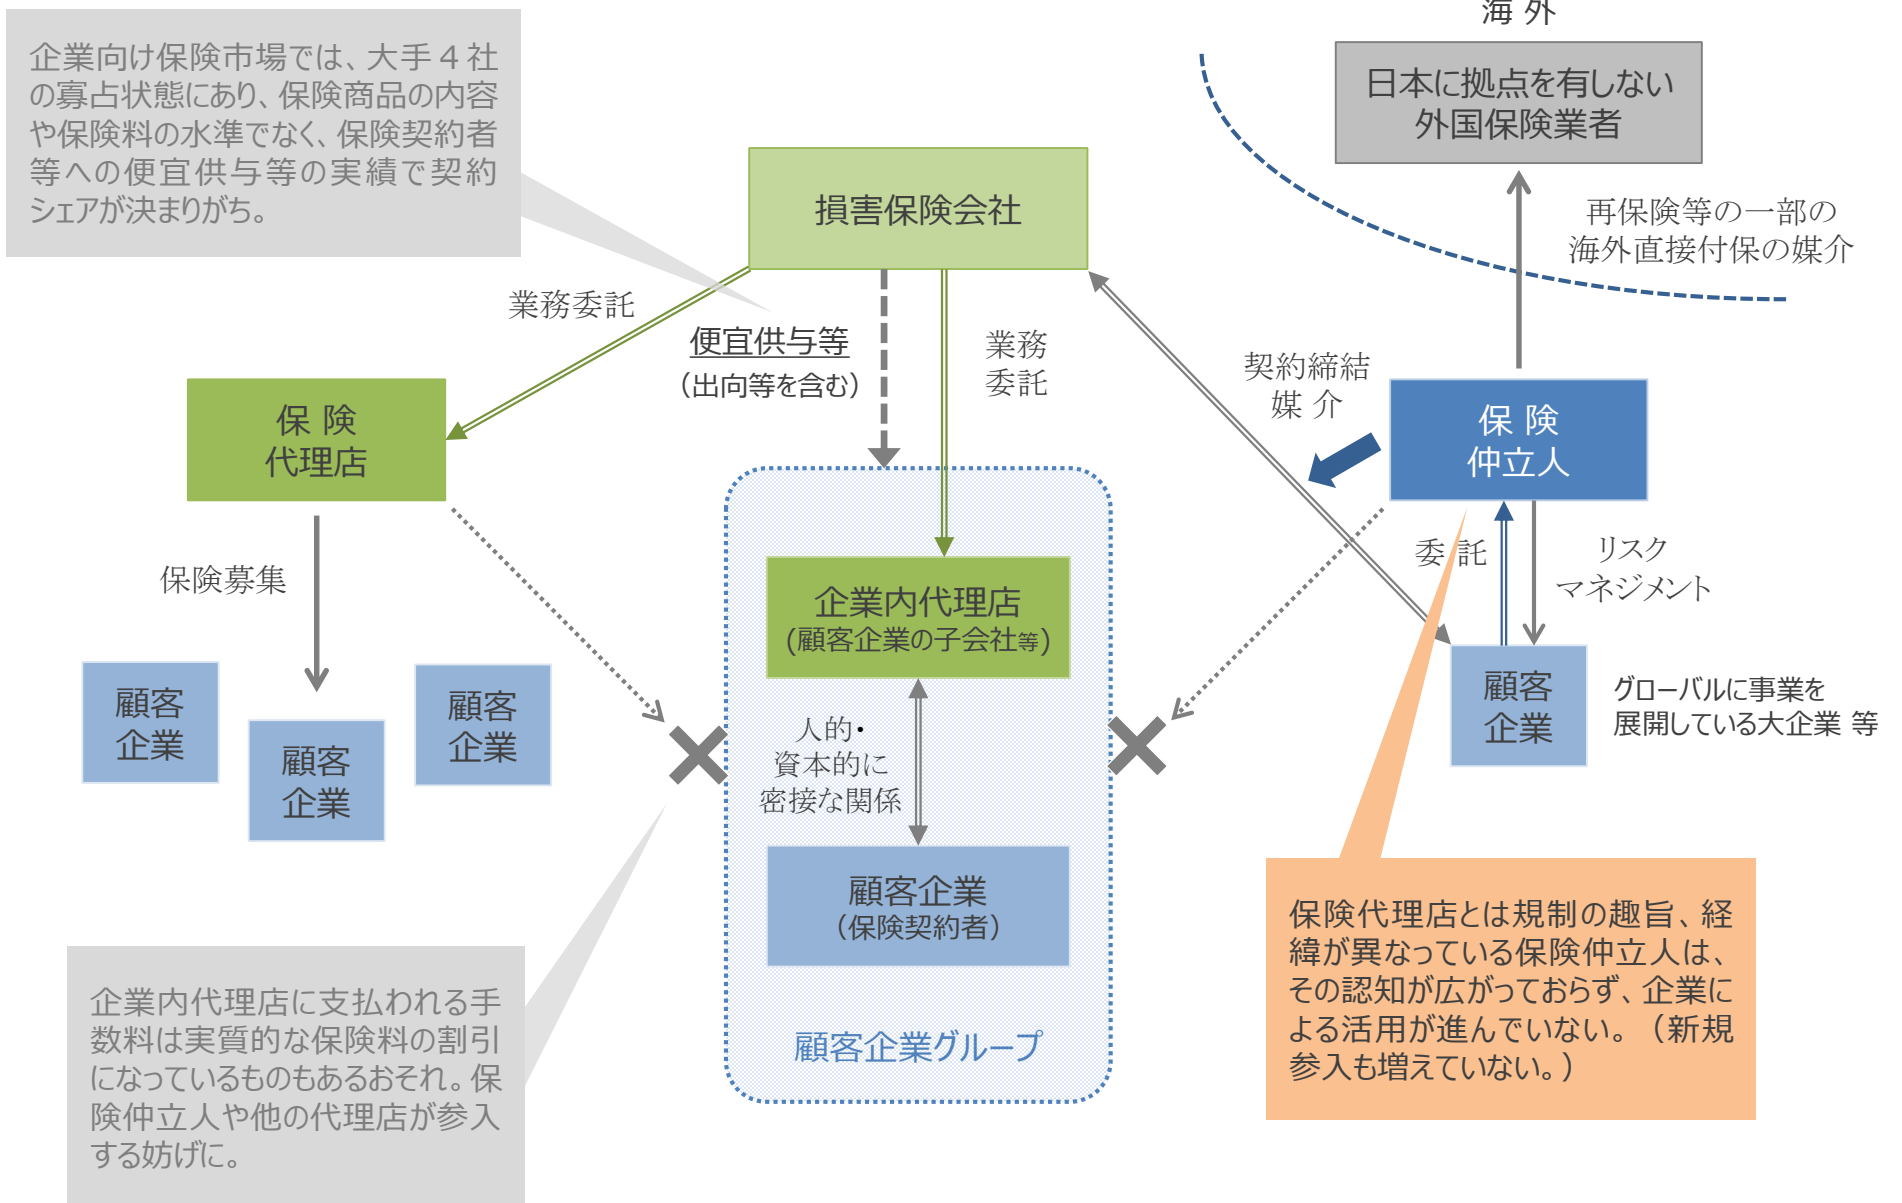 海 外
日本に拠点を有しない
外国保険業者
企業向け保険市場では、大手４社
の寡占状態にあり、保険商品の内容
や保険料の水準でなく、保険契約者
等への便宜供与等の実績で契約
シェアが決まりがち。
損害保険会社
再保険等の一部の
海外直接付保の媒介
業務委託
便宜供与等
（出向等を含む）
業務
委託
契約締結
媒 介
保 険
代理店
保 険
仲立人
保険募集
委 託
リスク
マネジメント
企業内代理店
(顧客企業の子会社等)
顧客
企業
顧客
企業
顧客
企業
人的・
資本的に
密接な関係
顧客
企業
グローバルに事業を
展開している大企業 等
顧客企業
（保険契約者）
顧客企業グループ
企業内代理店に支払われる手
数料は実質的な保険料の割引
になっているものもあるおそれ。保
険仲立人や他の代理店が参入
する妨げに。
保険代理店とは規制の趣旨、経
緯が異なっている保険仲立人は、
その認知が広がっておらず、企業に
よる活用が進んでいない。（新規
参入も増えていない。）